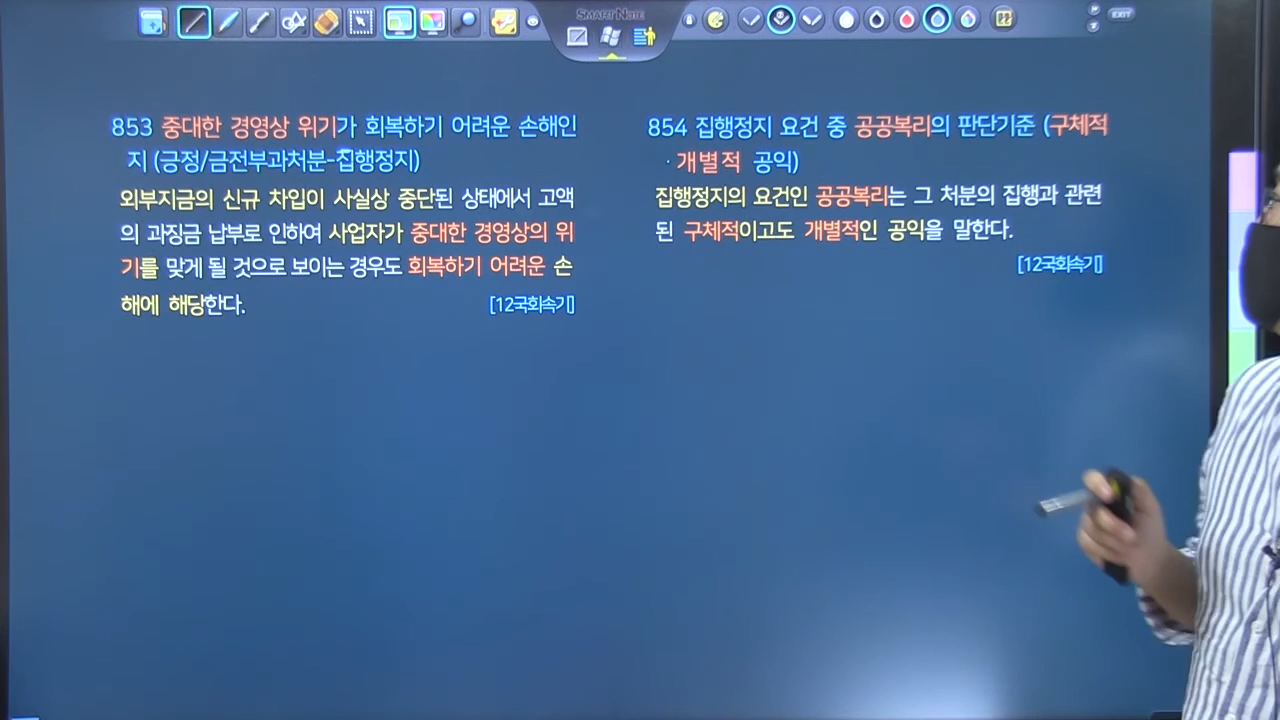 SMARTNOTE
EXIT
853 중대한 경영상 위기가 회복하기 어려운 손해인
지 (긍정/금전부과처분-집행정지)
외부지금의 신규 차입이 사실상 중단된 상태에서 고액
의 과징금 납부로 인하여 사업자가 중대한 경영상의 위
기를 맞게 될 것으로 보이는 경우도 회복하기 어려운 손
해에 해당한다. [12국회속기]
854 집행정지 요건 중 공공복리의 판단기준 (구체적
· 개별적 공익)
집행정지의 요건인 공공복리는 그 처분의 집행과 관련
된 구체적이고도 개별적인 공익을 말한다.
[12국회속기]